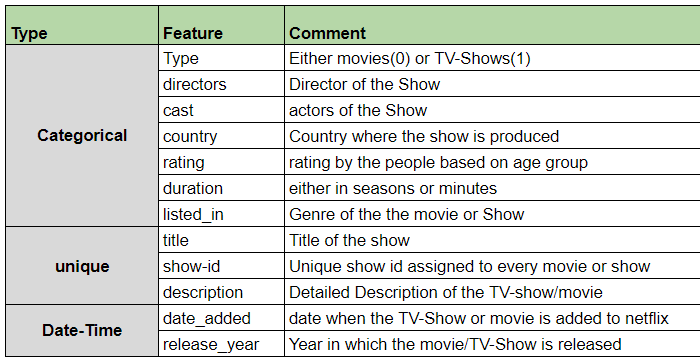 Type Feature Comment
Categorical
Type Either movies(0) or TV-Shows(1)
directors Director of the Show
cast actors of the Show
country Country where the show is produced
rating rating by the people based on age group
duration either in seasons or minutes
listed_in Genre of the the movie or Show
unique
title Title of the show
show-id Unique show id assigned to every movie or show
description Detailed Description of the TV-show/movie
Date-Time
date_added date when the TV-Show or movie is added to netflix
release_year Year in which the movie/TV-Show is released